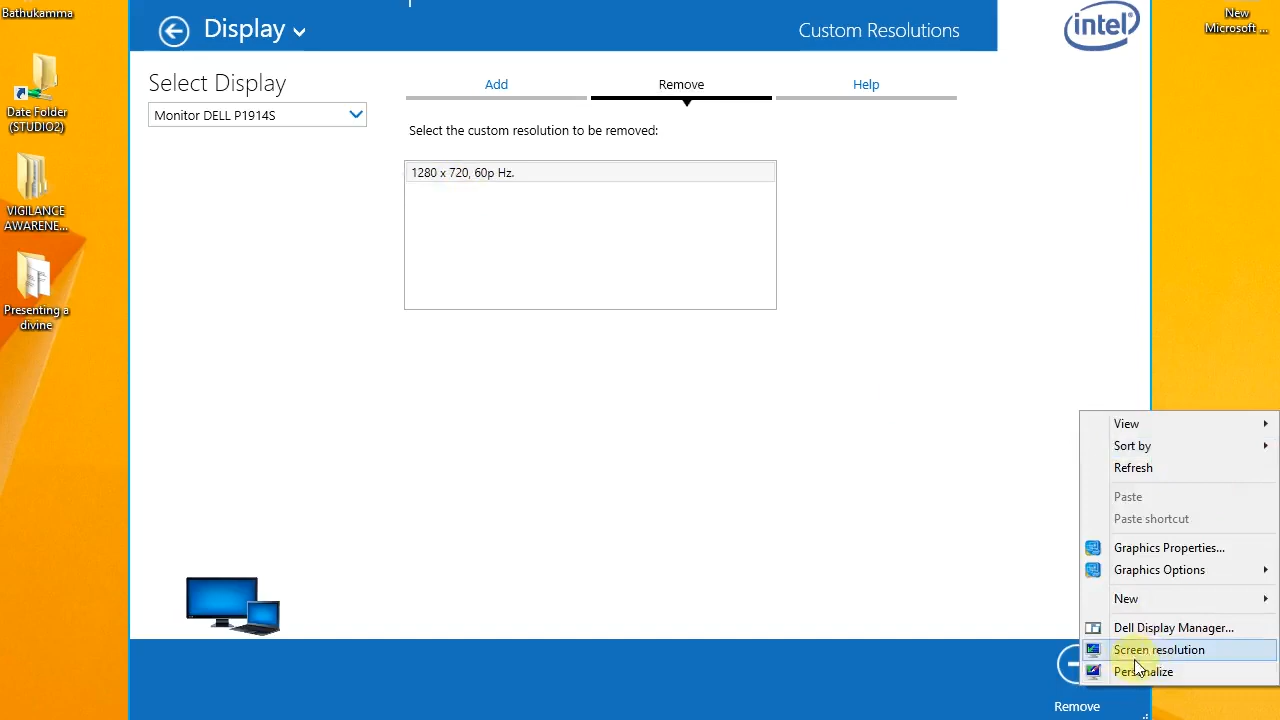 Bathukamma
Date Folder
(STUDIO2)
VIGILANCE
AWARENE...
Presenting a
divine
Display
Custom Resolutions
intel
New
Microsoft ...
Select Display
Monitor DELL P1914S
Add
Remove
Help
Select the custom resolution to be removed:
1280 x 720, 60p Hz.
View
Sort by
Refresh
Paste
Paste shortcut
Graphics Properties...
Graphics Options
New
Dell Display Manager...
Screen resolution
Personalize
Remove